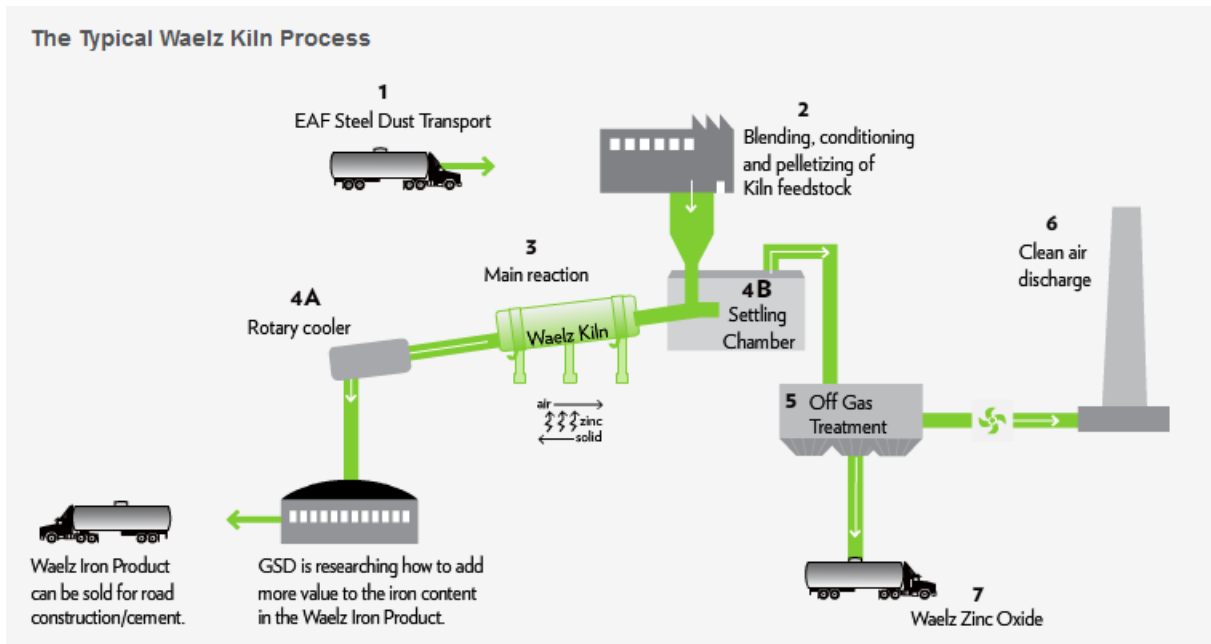 The Typical Waelz Kiln Process
1
EAF Steel Dust Transport
2
Blending, conditioning
and pelletizing of
Kiln feedstock
3
Main reaction
Waelz Kiln
air
zinc
solid
4A
Rotary cooler
4B
Settling
Chamber
5 Off Gas
Treatment
6
Clean air
discharge
Waelz Iron Product
can be sold for road
construction/cement.
GSD is researching how to add
more value to the iron content
in the Waelz Iron Product.
7
Waelz Zinc Oxide